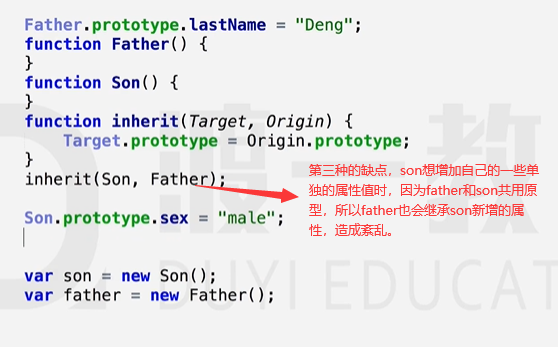 Father.prototype.lastName = "Deng";
function Father() {
}
function Son() {
}
function inherit(Target, Origin) {
Target.prototype = Origin.prototype;
}
inherit(Son, Father);
第三种的缺点，son想增加自己的一些单
独的属性值时，因为father和son共用原
型，所以father也会继承son新增的属
性，造成紊乱。
Son.prototype.sex = "male";
var son = new Son();
var father = new Father();
渡一教
DUYI EDUCAT